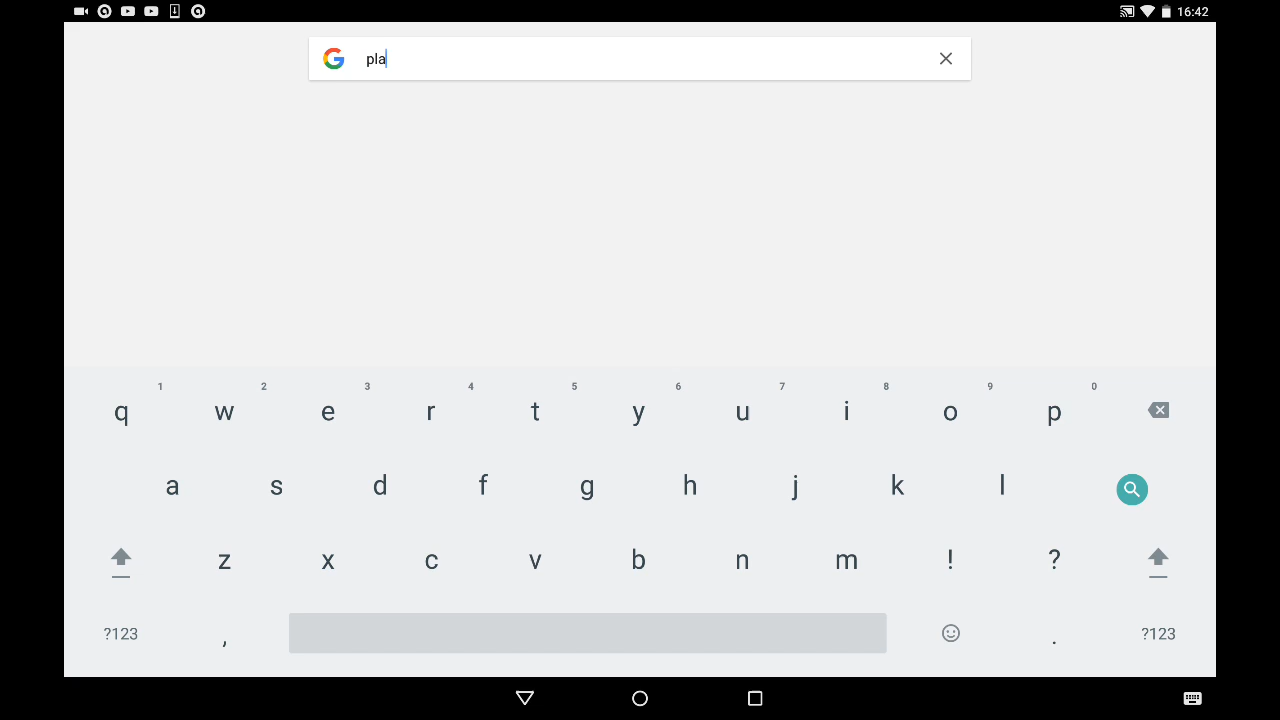 16:42
pla
1 2 3 4 5 6 7 8 9 0
q w e r t y u i o p
a s d f g h j k l
z x c v b n m ! ?
?123 , . ?123